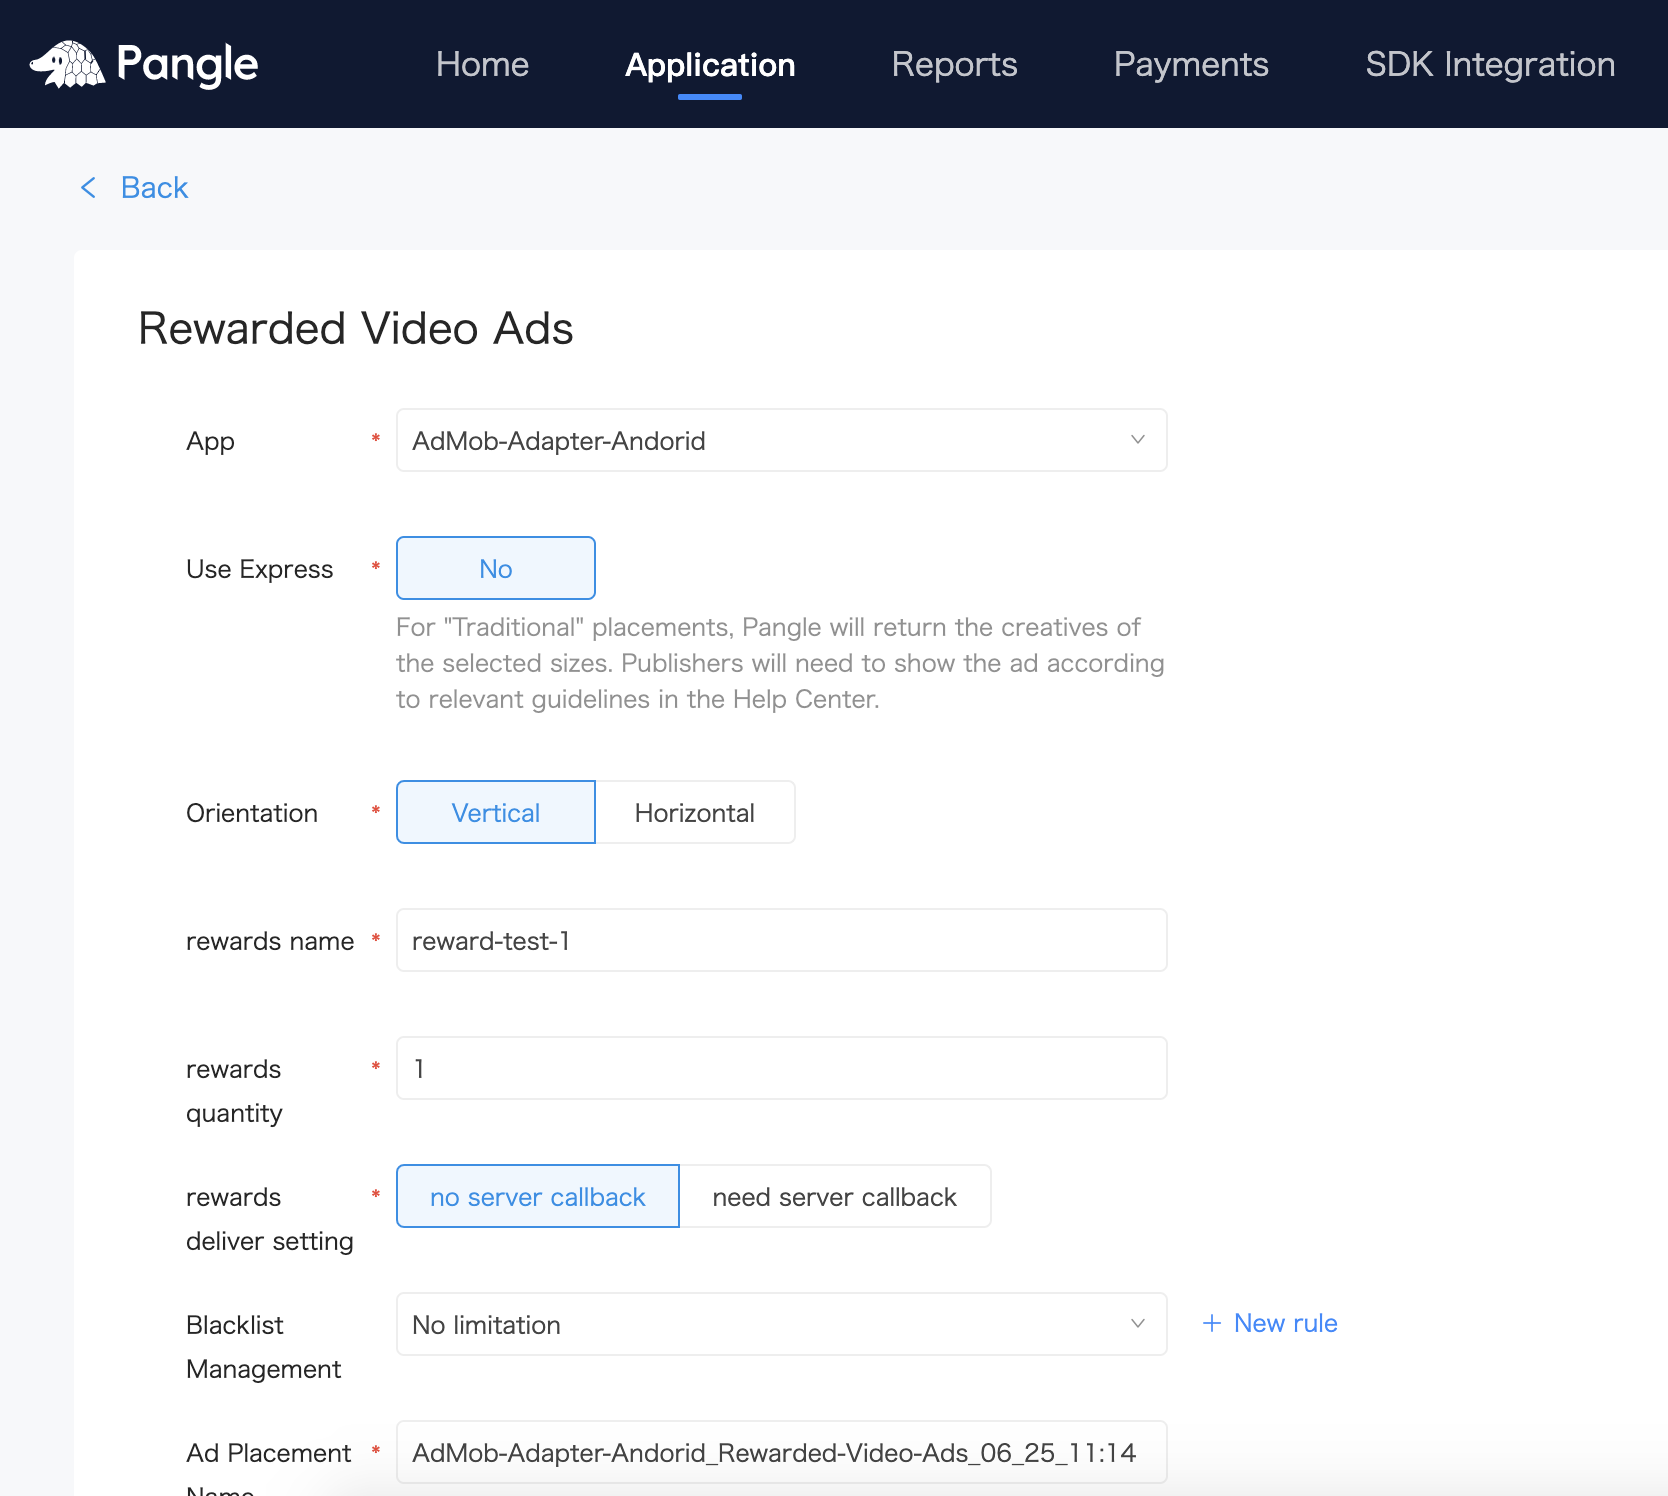 Pangle Home Application Reports Payments SDK Integration
Back
Rewarded Video Ads
App * AdMob-Adapter-Andorid
Use Express * No
For "Traditional" placements, Pangle will return the creatives of
the selected sizes. Publishers will need to show the ad according
to relevant guidelines in the Help Center.
Orientation * Vertical Horizontal
rewards name * reward-test-1
rewards * 1
quantity
rewards * no server callback need server callback
deliver setting
Blacklist No limitation + New rule
Management
Ad Placement * AdMob-Adapter-Andorid_Rewarded-Video-Ads_06_25_11:14
Name